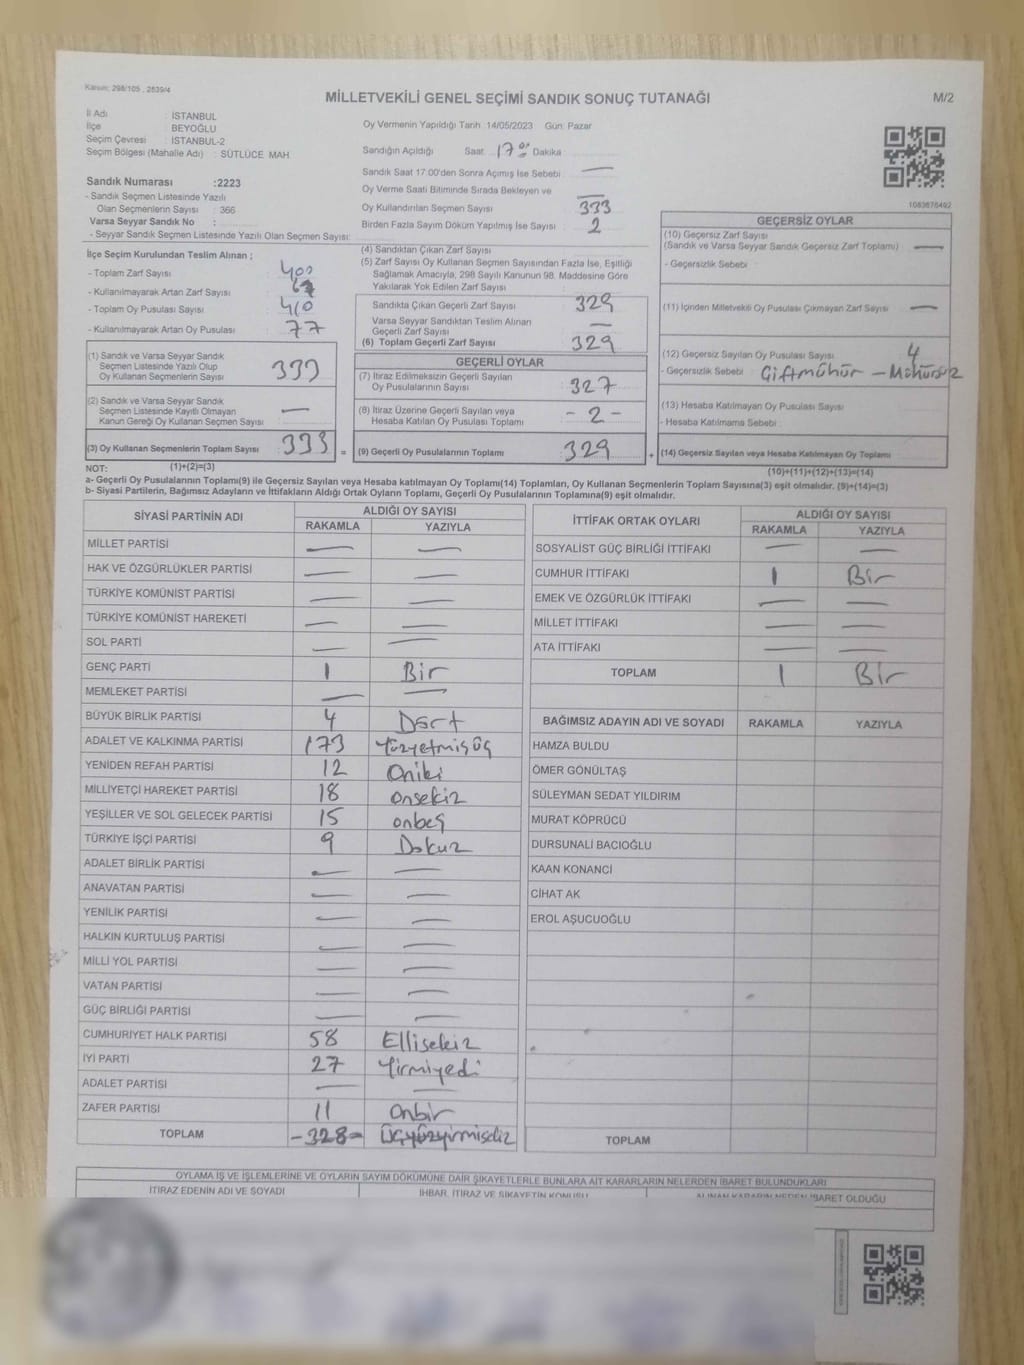 Kanun: 298/105 , 2839/4
MİLLETVEKİLİ GENEL SEÇİMİ SANDIK SONUÇ TUTANAĞI
M/2
İl Adı : İSTANBUL
İlçe : BEYOĞLU
Seçim Çevresi : İSTANBUL-2
Seçim Bölgesi (Mahalle Adı) : SÜTLÜCE MAH.
Sandık Numarası :2223
- Sandık Seçmen Listesinde Yazılı
Olan Seçmenlerin Sayısı : 366
Varsa Seyyar Sandık No :
- Seyyar Sandık Seçmen Listesinde Yazılı Olan Seçmen Sayısı:
Oy Vermenin Yapıldığı Tarih :14/05/2023 Gün: Pazar
Sandığın Açıldığı Saat: 17 00 Dakika
Sandık Saat 17:00'den Sonra Açımış İse Sebebi —
Oy Verme Saati Bitiminde Sırada Bekleyen ve
Oy Kullandırılan Seçmen Sayısı 333
Birden Fazla Sayım Döküm Yapılmış İse Sayısı 2
1083678492
İlçe Seçim Kurulundan Teslim Alınan ;
- Toplam Zarf Sayısı : 400
- Kullanılmayarak Artan Zarf Sayısı :
- Toplam Oy Pusulası Sayısı : 410
- Kullanılmayarak Artan Oy Pusulası : 77
(1) Sandık ve Varsa Seyyar Sandık
Seçmen Listesinde Yazılı Olup
Oy Kullanan Seçmenlerin Sayısı 333
(2) Sandık ve Varsa Seyyar Sandık
Seçmen Listesinde Kayıtlı Olmayan
Kanun Gereği Oy Kullanan Seçmen Sayısı —
(3) Oy Kullanan Seçmenlerin Toplam Sayısı 333 =
(4) Sandıktan Çıkan Zarf Sayısı
(5) Zarf Sayısı Oy Kullanan Seçmen Sayısından Fazla İse, Eşitliği
Sağlamak Amacıyla, 298 Sayılı Kanunun 98. Maddesine Göre
Yakılarak Yok Edilen Zarf Sayısı
Sandıkta Çıkan Geçerli Zarf Sayısı 329
Varsa Seyyar Sandıktan Teslim Alınan
Geçerli Zarf Sayısı —
(6) Toplam Geçerli Zarf Sayısı 329
GEÇERLİ OYLAR
(7) İtiraz Edilmeksizin Geçerli Sayılan
Oy Pusulalarının Sayısı 327
(8) İtiraz Üzerine Geçerli Sayılan veya
Hesaba Katılan Oy Pusulası Toplamı - 2 -
(9) Geçerli Oy Pusulalarının Toplamı 329 +
GEÇERSİZ OYLAR
(10) Geçersiz Zarf Sayısı
(Sandık ve Varsa Seyyar Sandık Geçersiz Zarf Toplamı) —
- Geçersizlik Sebebi :
(11) İçinden Milletvekili Oy Pusulası Çıkmayan Zarf Sayısı —
(12) Geçersiz Sayılan Oy Pusulası Sayısı 4
- Geçersizlik Sebebi : Çiftmühür - Mühürsüz
(13) Hesaba Katılmayan Oy Pusulası Sayısı
- Hesaba Katılmama Sebebi :
(14) Geçersiz Sayılan veya Hesaba Katılmayan Oy Toplamı
NOT: (1)+(2)=(3)
(10)+(11)+(12)+(13)=(14)
a- Geçerli Oy Pusulalarının Toplamı(9) ile Geçersiz Sayılan veya Hesaba katılmayan Oy Toplamı(14) Toplamları, Oy Kullanan Seçmenlerin Toplam Sayısına(3) eşit olmalıdır. (9)+(14)=(3)
b- Siyasi Partilerin, Bağımsız Adayların ve İttifakların Aldığı Ortak Oyların Toplamı, Geçerli Oy Pusulalarının Toplamına(9) eşit olmalıdır.
SİYASİ PARTİNİN ADI ALDIĞI OY SAYISI
RAKAMLA YAZIYLA
MİLLET PARTİSİ — —
HAK VE ÖZGÜRLÜKLER PARTİSİ — —
TÜRKİYE KOMÜNİST PARTİSİ — —
TÜRKİYE KOMÜNİST HAREKETİ — —
SOL PARTİ — —
GENÇ PARTİ 1 Bir
MEMLEKET PARTİSİ — —
BÜYÜK BİRLİK PARTİSİ 4 Dört
ADALET VE KALKINMA PARTİSİ 173 Yüzyetmişüç
YENİDEN REFAH PARTİSİ 12 Oniki
MİLLİYETÇİ HAREKET PARTİSİ 18 onsekiz
YEŞİLLER VE SOL GELECEK PARTİSİ 15 onbeş
TÜRKİYE İŞÇİ PARTİSİ 9 Dokuz
ADALET BİRLİK PARTİSİ — —
ANAVATAN PARTİSİ — —
YENİLİK PARTİSİ — —
HALKIN KURTULUŞ PARTİSİ — —
MİLLİ YOL PARTİSİ — —
VATAN PARTİSİ — —
GÜÇ BİRLİĞİ PARTİSİ — —
CUMHURİYET HALK PARTİSİ 58 Ellisekiz
İYİ PARTİ 27 Yirmiyedi
ADALET PARTİSİ — —
ZAFER PARTİSİ 11 Onbir
TOPLAM -328- Üçyüzyirmisekiz
İTTİFAK ORTAK OYLARI ALDIĞI OY SAYISI
RAKAMLA YAZIYLA
SOSYALİST GÜÇ BİRLİĞİ İTTİFAKI — —
CUMHUR İTTİFAKI 1 Bir
EMEK VE ÖZGÜRLÜK İTTİFAKI — —
MİLLET İTTİFAKI — —
ATA İTTİFAKI — —
TOPLAM 1 Bir
BAĞIMSIZ ADAYIN ADI VE SOYADI RAKAMLA YAZIYLA
HAMZA BULDU
ÖMER GÖNÜLTAŞ
SÜLEYMAN SEDAT YILDIRIM
MURAT KÖPRÜCÜ
DURSUNALİ BACIOĞLU
KAAN KONANCİ
CİHAT AK
EROL AŞUCUOĞLU
TOPLAM
OYLAMA İŞ VE İŞLEMLERİNE VE OYLARIN SAYIM DÖKÜMÜNE DAİR ŞİKAYETLERLE BUNLARA AİT KARARLARIN NELERDEN İBARET BULUNDUKLARI
İTİRAZ EDENİN ADI VE SOYADI İHBAR, İTİRAZ VE ŞİKAYETİN KONUSU ALINAN KARARIN NEDEN İBARET OLDUĞU